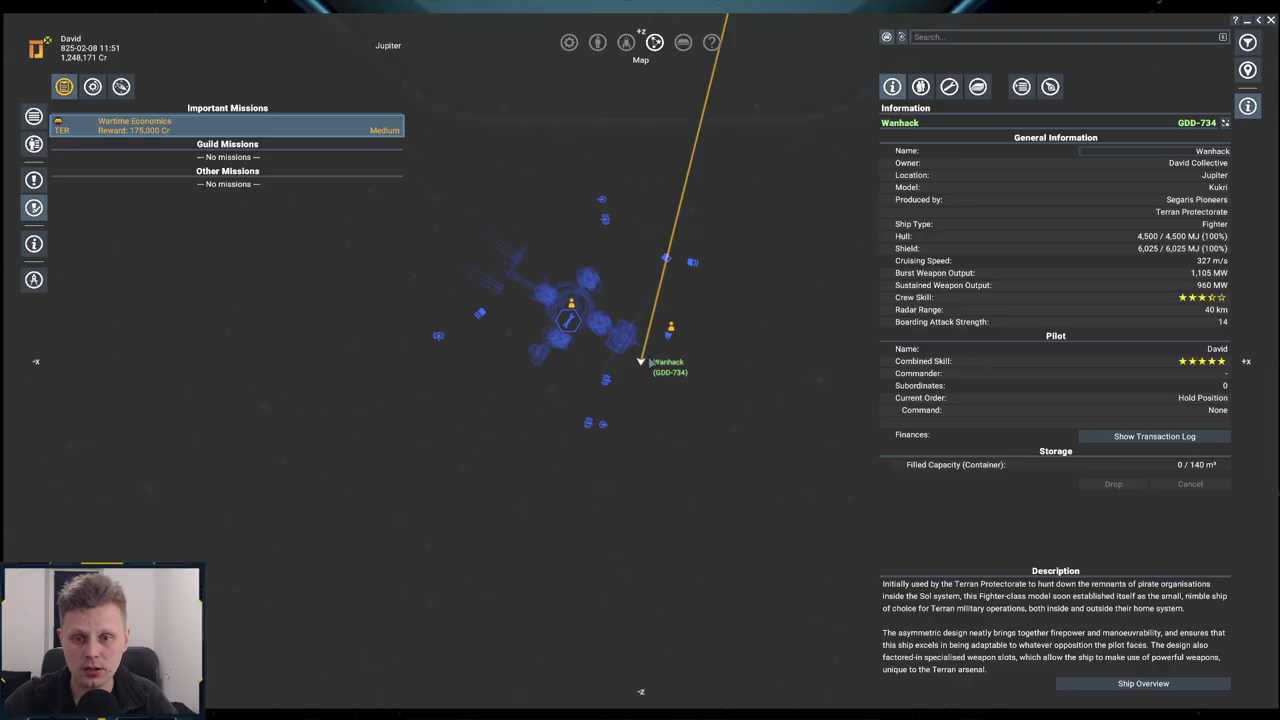 David
825-02-08 11:51
1,248,171 Cr
Jupiter
+z
Map
Search...
Important Missions
Wartime Economics
TER Reward: 175,000 Cr Medium
Guild Missions
--- No missions ---
Other Missions
--- No missions ---
-x
Wanhack
(GDD-734)
-z
Information
Wanhack GDD-734
General Information
Name: Wanhack
Owner: David Collective
Location: Jupiter
Model: Kukri
Produced by: Segaris Pioneers
Terran Protectorate
Ship Type: Fighter
Hull: 4,500 / 4,500 MJ (100%)
Shield: 6,025 / 6,025 MJ (100%)
Cruising Speed: 327 m/s
Burst Weapon Output: 1,105 MW
Sustained Weapon Output: 960 MW
Crew Skill: ★★★☆☆
Radar Range: 40 km
Boarding Attack Strength: 14
Pilot
Name: David
Combined Skill: ★★★★★
+x
Commander: -
Subordinates: 0
Current Order: Hold Position
Command: None
Finances: Show Transaction Log
Storage
Filled Capacity (Container): 0 / 140 m³
Drop Cancel
Description
Initially used by the Terran Protectorate to hunt down the remnants of pirate organisations
inside the Sol system, this Fighter-class model soon established itself as the small, nimble ship
of choice for Terran military operations, both inside and outside their home system.
The asymmetric design neatly brings together firepower and manoeuvrability, and ensures that
this ship excels in being adaptable to whatever opposition the pilot faces. The design also
factored-in specialised weapon slots, which allow the ship to make use of powerful weapons,
unique to the Terran arsenal.
Ship Overview